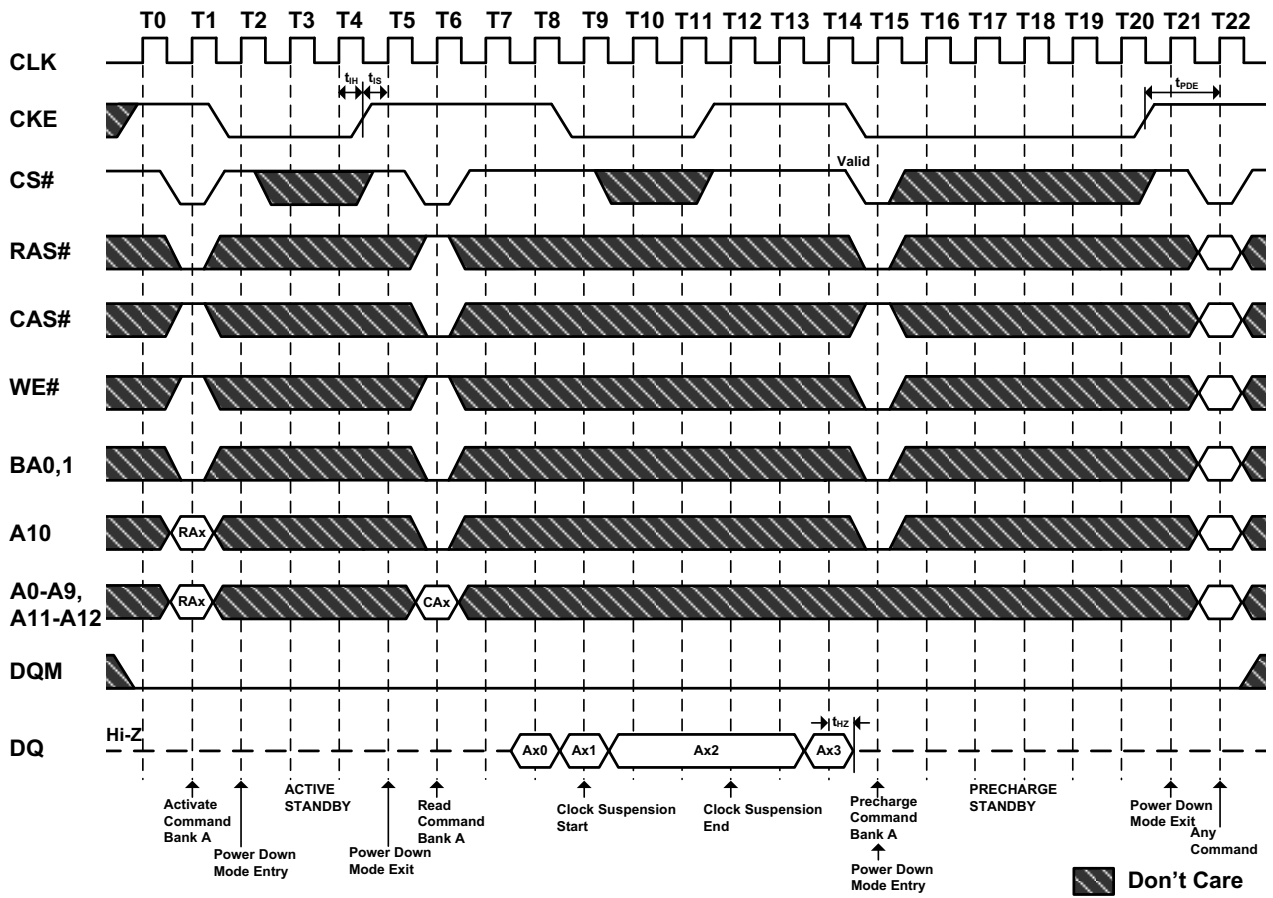 T0 T1 T2 T3 T4 T5 T6 T7 T8 T9 T10 T11 T12 T13 T14 T15 T16 T17 T18 T19 T20 T21 T22
CLK
tIH tIS
tPDE
CKE
Valid
CS#
RAS#
CAS#
WE#
BA0,1
A10
RAx
A0-A9,
A11-A12
RAx
CAx
DQM
Hi-Z
tHZ
DQ
Ax0
Ax1
Ax2
Ax3
Activate
Command
Bank A
ACTIVE
STANDBY
Power Down
Mode Entry
Power Down
Mode Exit
Read
Command
Bank A
Clock Suspension
Start
Clock Suspension
End
Precharge
Command
Bank A
Power Down
Mode Entry
PRECHARGE
STANDBY
Power Down
Mode Exit
Any
Command
Don't Care